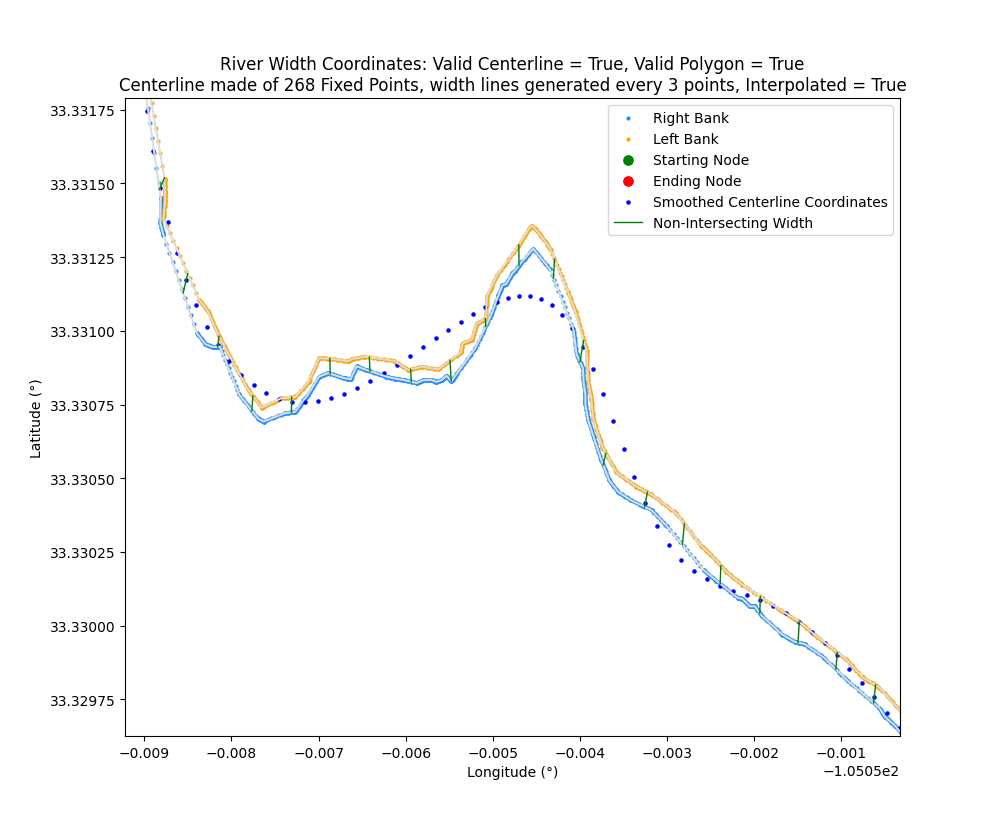 River Width Coordinates: Valid Centerline = True, Valid Polygon = True
Centerline made of 268 Fixed Points, width lines generated every 3 points, Interpolated = True
Right Bank
Left Bank
Starting Node
Ending Node
Smoothed Centerline Coordinates
Non-Intersecting Width
33.33175
33.33150
33.33125
33.33100
33.33075
33.33050
33.33025
33.33000
33.32975
Latitude (°)
−0.009 −0.008 −0.007 −0.006 −0.005 −0.004 −0.003 −0.002 −0.001
Longitude (°)
−1.0505e2